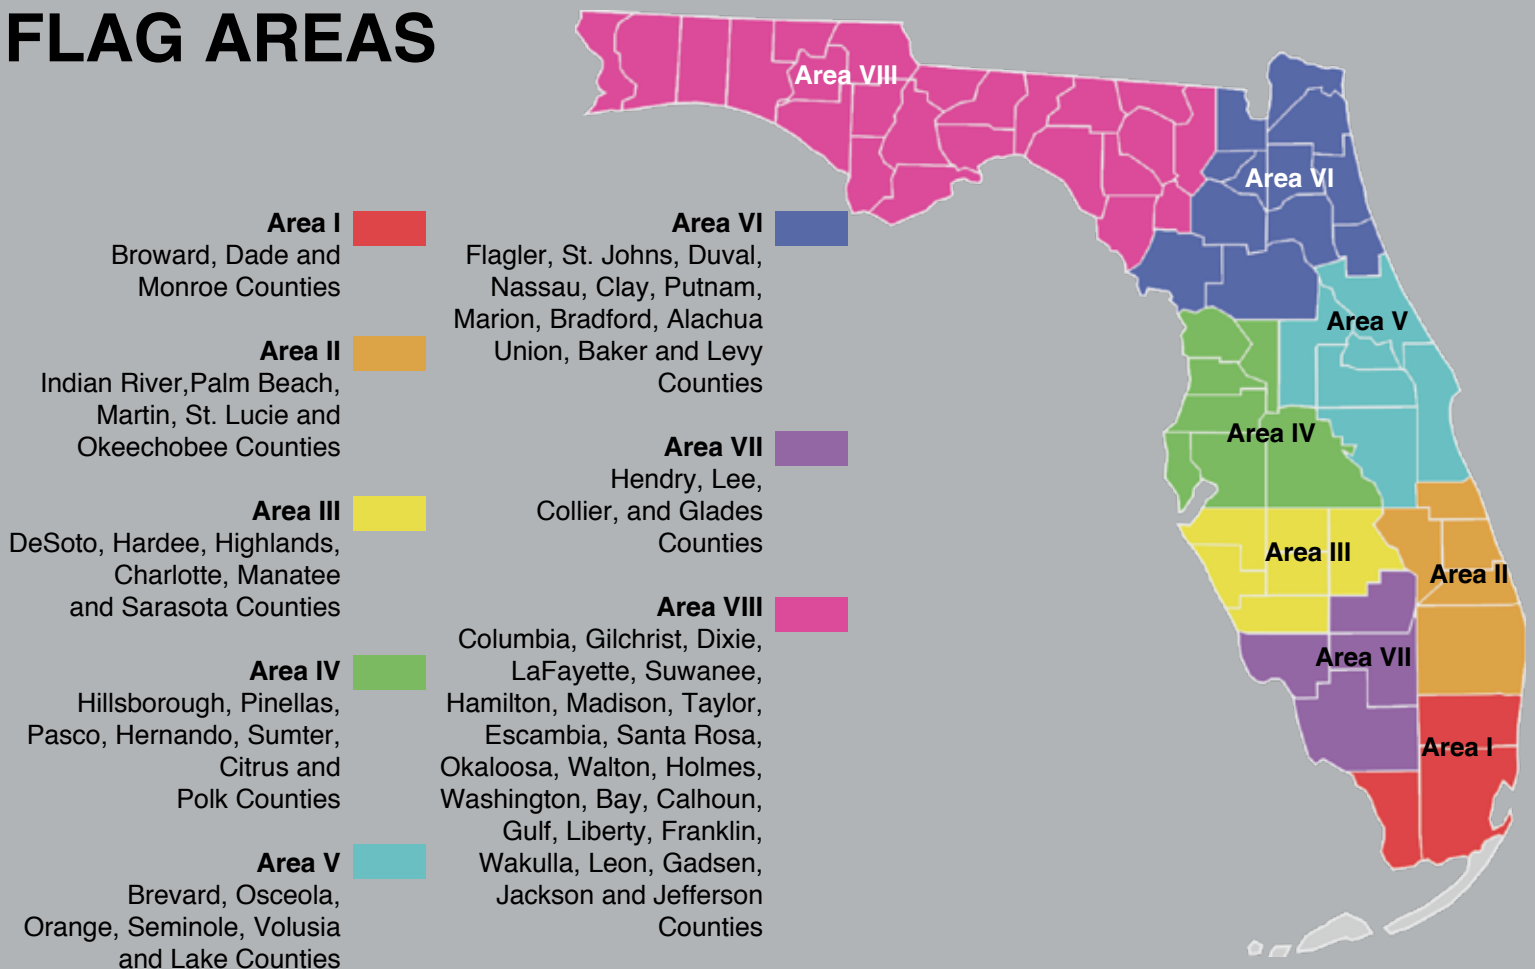 FLAG AREAS
Area I
Broward, Dade and
Monroe Counties
Area II
Indian River,Palm Beach,
Martin, St. Lucie and
Okeechobee Counties
Area III
DeSoto, Hardee, Highlands,
Charlotte, Manatee
and Sarasota Counties
Area IV
Hillsborough, Pinellas,
Pasco, Hernando, Sumter,
Citrus and
Polk Counties
Area V
Brevard, Osceola,
Orange, Seminole, Volusia
and Lake Counties
Area VI
Flagler, St. Johns, Duval,
Nassau, Clay, Putnam,
Marion, Bradford, Alachua
Union, Baker and Levy
Counties
Area VII
Hendry, Lee,
Collier, and Glades
Counties
Area VIII
Columbia, Gilchrist, Dixie,
LaFayette, Suwanee,
Hamilton, Madison, Taylor,
Escambia, Santa Rosa,
Okaloosa, Walton, Holmes,
Washington, Bay, Calhoun,
Gulf, Liberty, Franklin,
Wakulla, Leon, Gadsen,
Jackson and Jefferson
Counties
Area VIII
Area VI
Area V
Area IV
Area III
Area II
Area VII
Area I